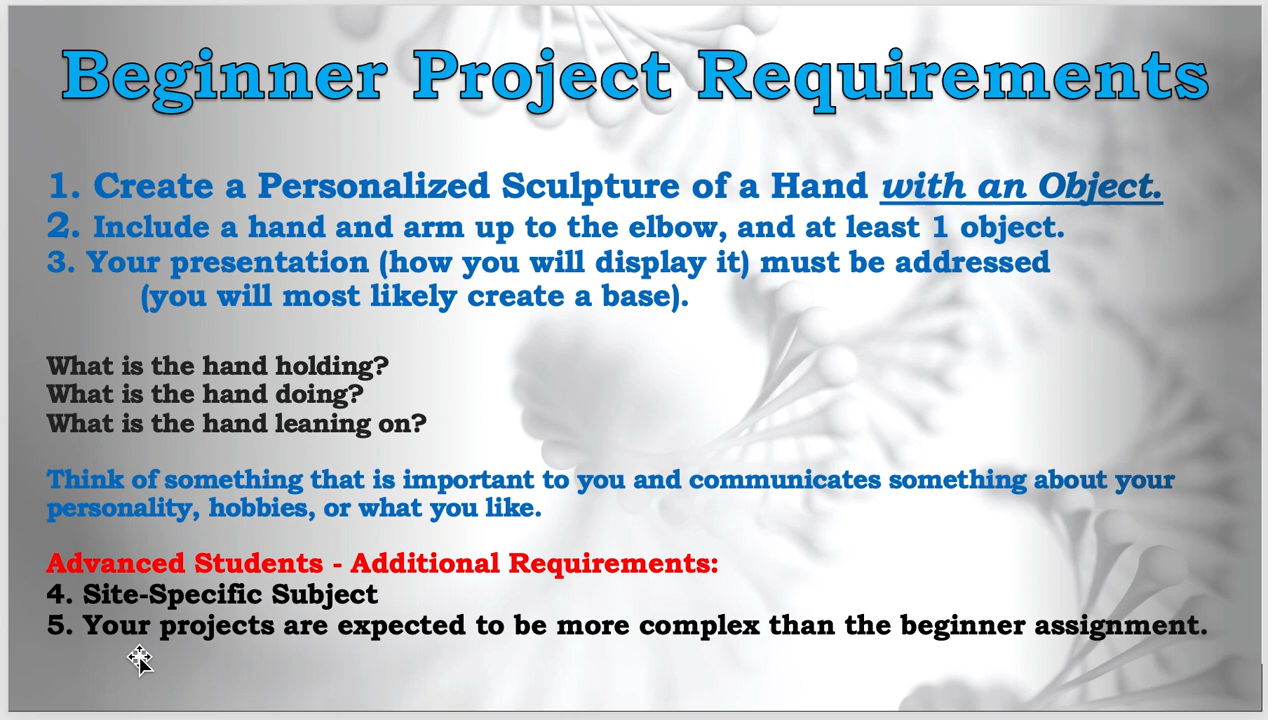 Beginner Project Requirements
1. Create a Personalized Sculpture of a Hand with an Object.
2. Include a hand and arm up to the elbow, and at least 1 object.
3. Your presentation (how you will display it) must be addressed
(you will most likely create a base).
What is the hand holding?
What is the hand doing?
What is the hand leaning on?
Think of something that is important to you and communicates something about your
personality, hobbies, or what you like.
Advanced Students - Additional Requirements:
4. Site-Specific Subject
5. Your projects are expected to be more complex than the beginner assignment.